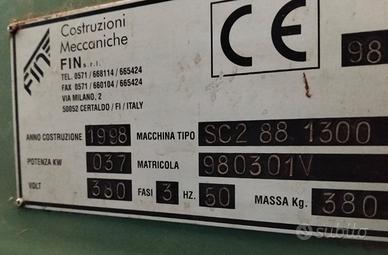 FIN
Costruzioni
Meccaniche
FIN s.r.l.
TEL. 0571 / 668114 / 665424
FAX 0571 / 660104 / 665424
VIA MILANO, 2
50052 CERTALDO / FI / ITALY
CE
98
ANNO COSTRUZIONE 1998 MACCHINA TIPO SC2 88 1300
POTENZA KW 037 MATRICOLA 980301V
VOLT 380 FASI 3 HZ. 50 MASSA Kg. 380
subito